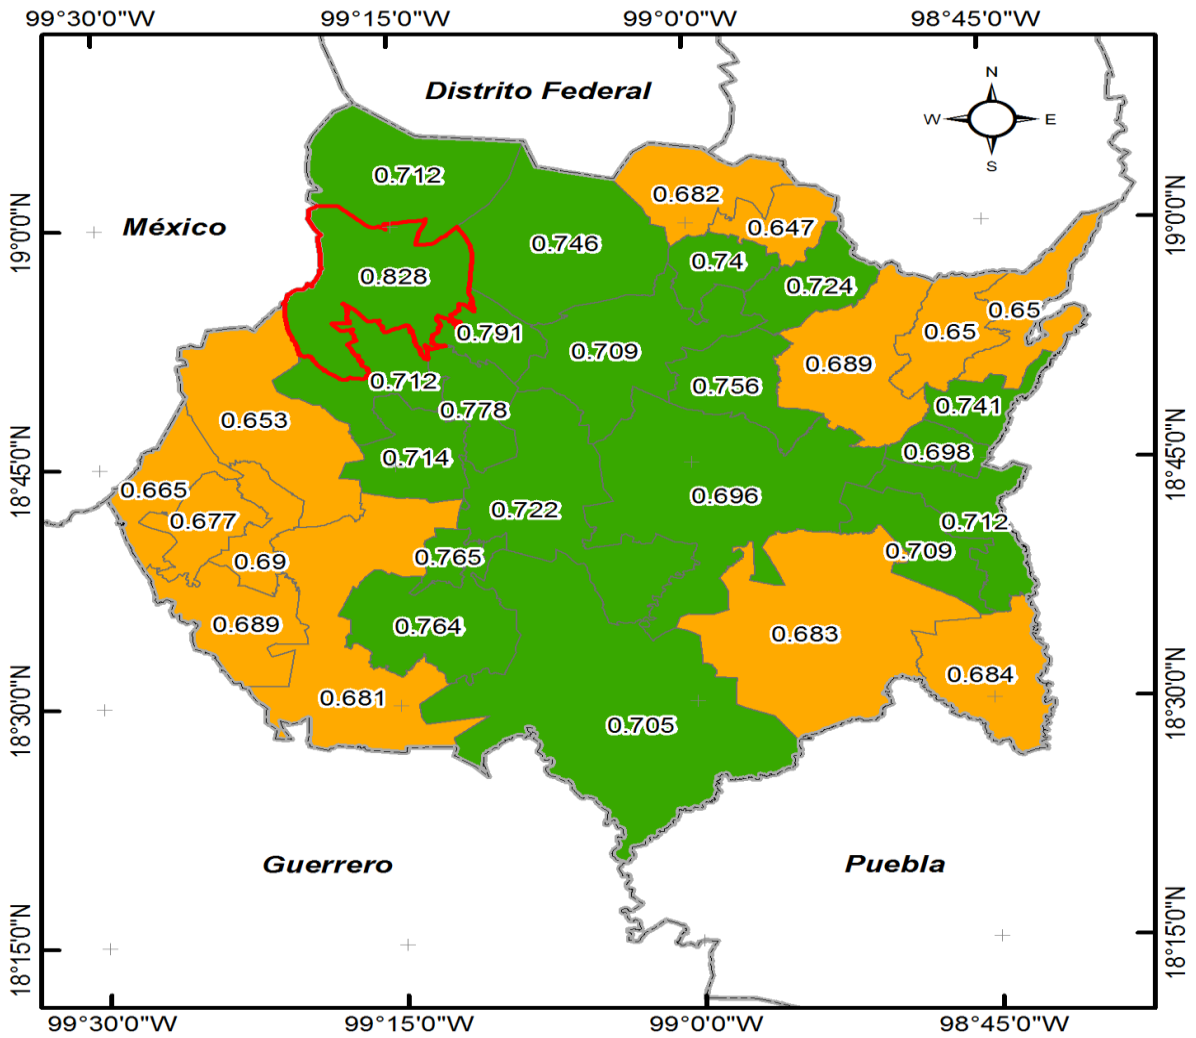 99°30'0"W 99°15'0"W 99°0'0"W 98°45'0"W
Distrito Federal
N
W E
S
0.712
0.682
19°0'0"N
19°0'0"N
México
0.647
0.746
0.74
0.828
0.724
0.65
0.791
0.65
0.709
0.689
0.712
0.756
0.741
0.778
0.653
0.698
18°45'0"N
18°45'0"N
0.714
0.665
0.696
0.722
0.677
0.712
0.765
0.709
0.69
0.689
0.764
0.683
0.684
18°30'0"N
18°30'0"N
0.681
0.705
Guerrero
Puebla
18°15'0"N
18°15'0"N
99°30'0"W 99°15'0"W 99°0'0"W 98°45'0"W